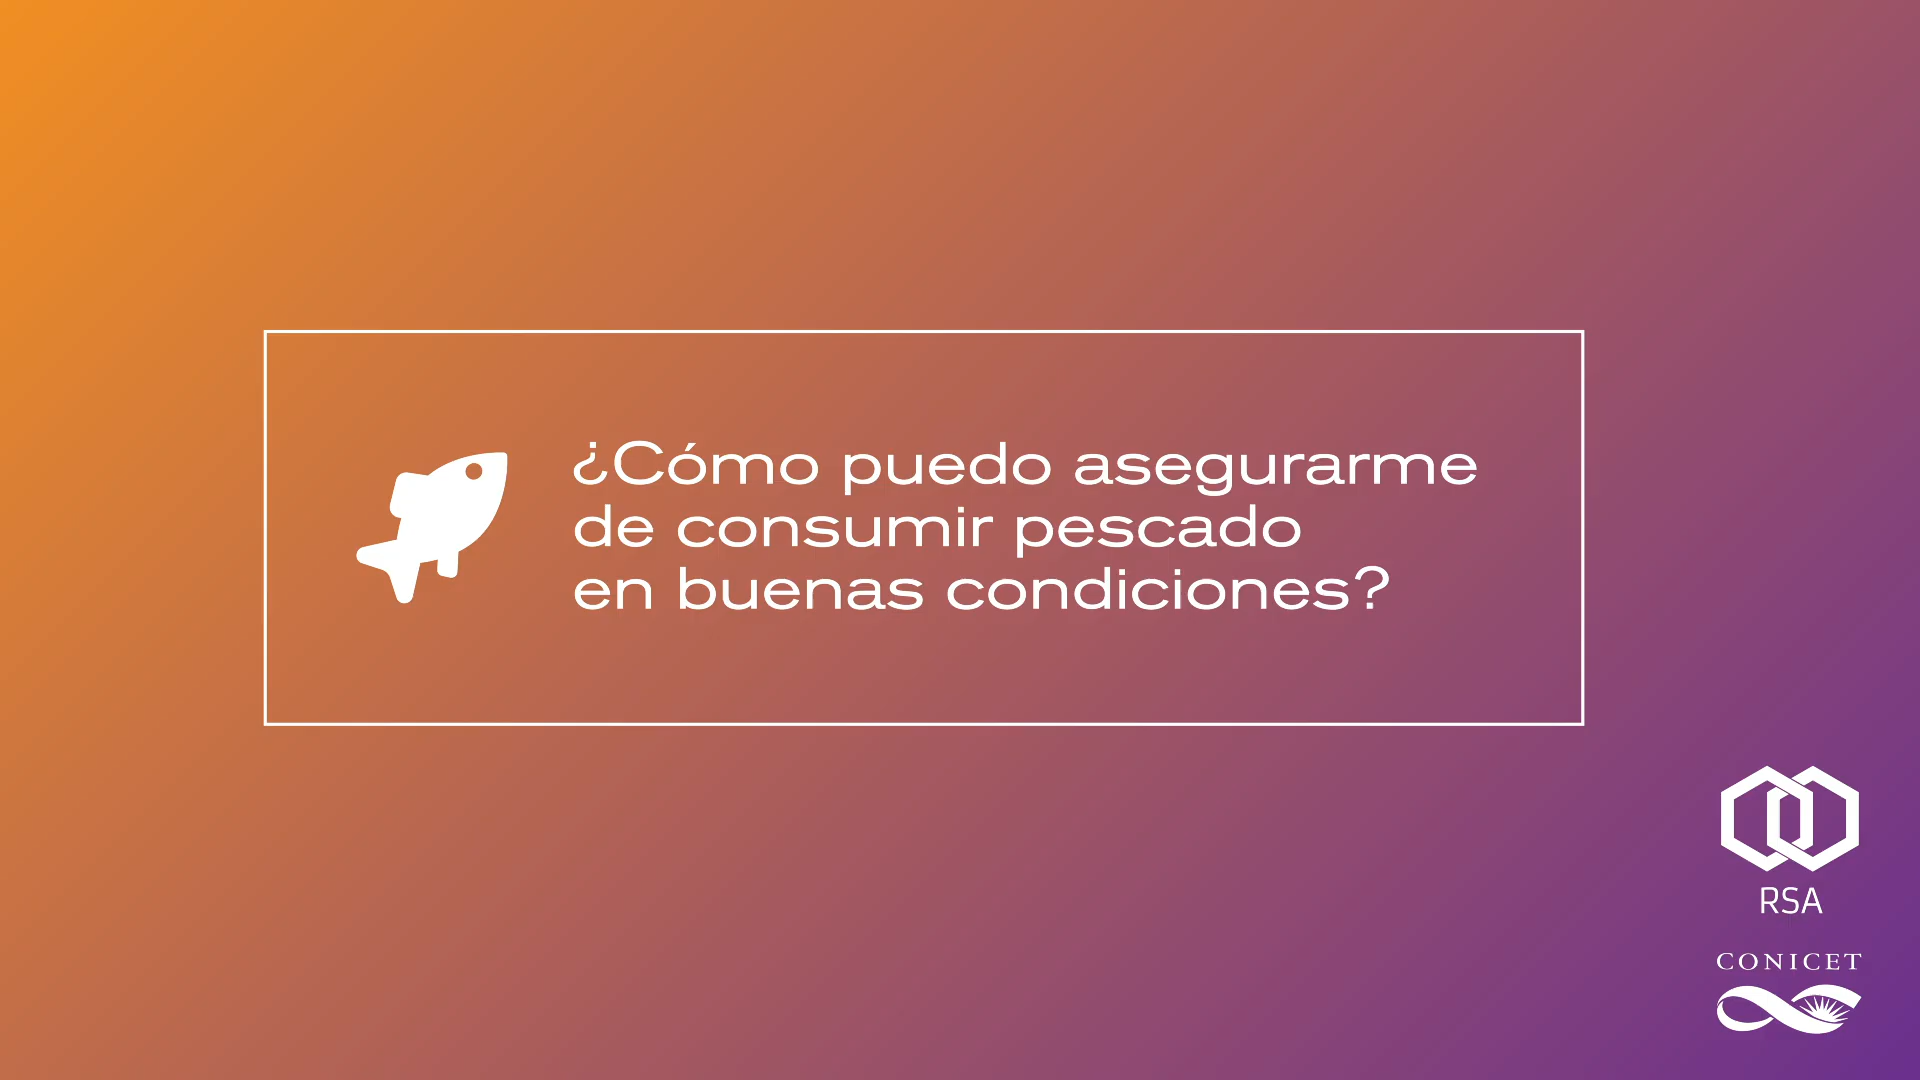 ¿Cómo puedo asegurarme
de consumir pescado
en buenas condiciones?
RSA
CONICET